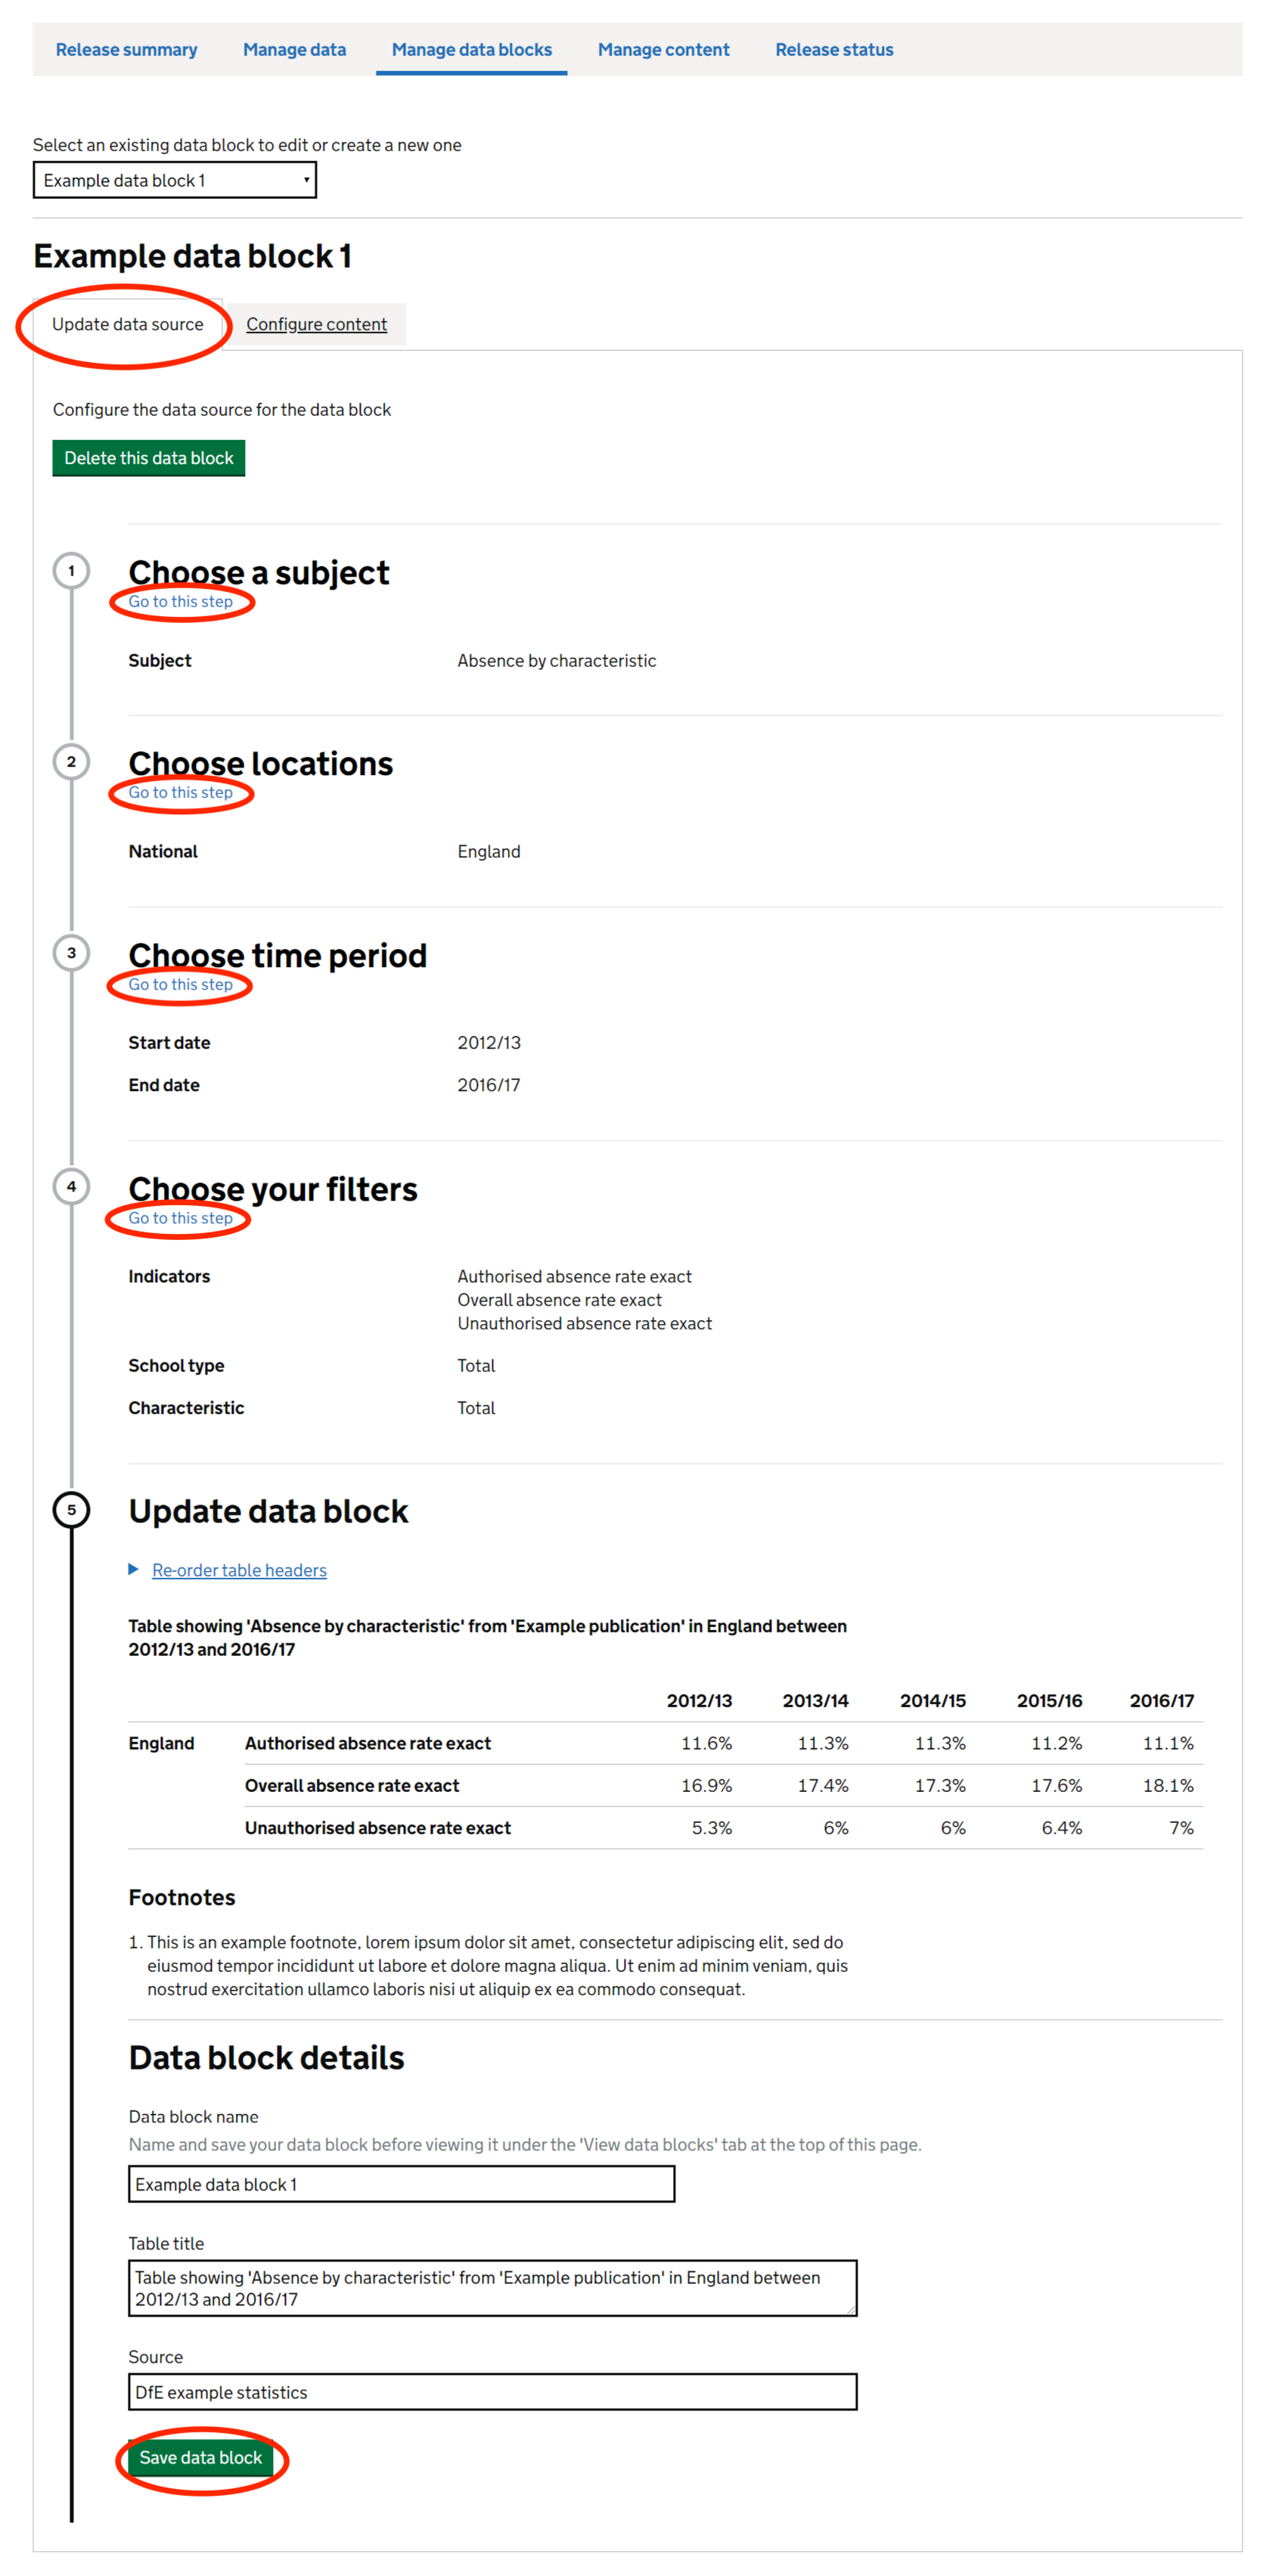 Release summary Manage data Manage data blocks Manage content Release status
Select an existing data block to edit or create a new one
Example data block 1
Example data block 1
Update data source Configure content
Configure the data source for the data block
Delete this data block
1 Choose a subject
Go to this step
Subject Absence by characteristic
2 Choose locations
Go to this step
National England
3 Choose time period
Go to this step
Start date 2012/13
End date 2016/17
4 Choose your filters
Go to this step
Indicators Authorised absence rate exact
Overall absence rate exact
Unauthorised absence rate exact
School type Total
Characteristic Total
5 Update data block
Re-order table headers
Table showing 'Absence by characteristic' from 'Example publication' in England between
2012/13 and 2016/17
2012/13 2013/14 2014/15 2015/16 2016/17
England Authorised absence rate exact 11.6% 11.3% 11.3% 11.2% 11.1%
Overall absence rate exact 16.9% 17.4% 17.3% 17.6% 18.1%
Unauthorised absence rate exact 5.3% 6% 6% 6.4% 7%
Footnotes
1. This is an example footnote, lorem ipsum dolor sit amet, consectetur adipiscing elit, sed do
eiusmod tempor incididunt ut labore et dolore magna aliqua. Ut enim ad minim veniam, quis
nostrud exercitation ullamco laboris nisi ut aliquip ex ea commodo consequat.
Data block details
Data block name
Name and save your data block before viewing it under the 'View data blocks' tab at the top of this page.
Example data block 1
Table title
Table showing 'Absence by characteristic' from 'Example publication' in England between
2012/13 and 2016/17
Source
DfE example statistics
Save data block